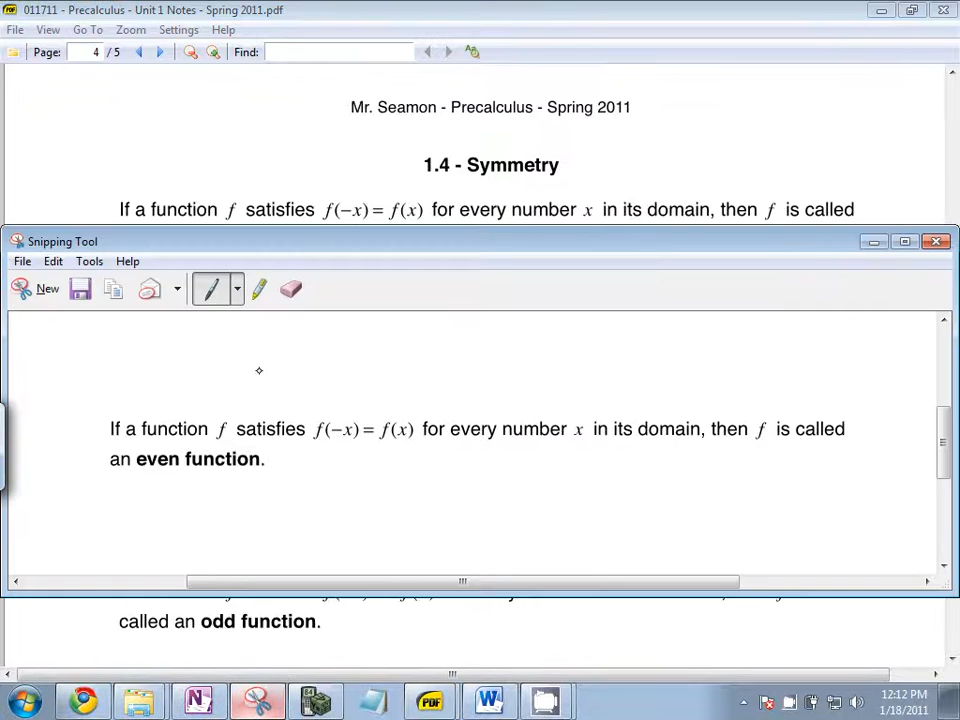 011711 - Precalculus - Unit 1 Notes - Spring 2011.pdf
File View Go To Zoom Settings Help
Page: 4 / 5 Find:
Mr. Seamon - Precalculus - Spring 2011
1.4 - Symmetry
If a function f satisfies f(−x) = f(x) for every number x in its domain, then f is called
Snipping Tool
File Edit Tools Help
New
If a function f satisfies f(−x) = f(x) for every number x in its domain, then f is called
an even function.
called an odd function.
12:12 PM
1/18/2011